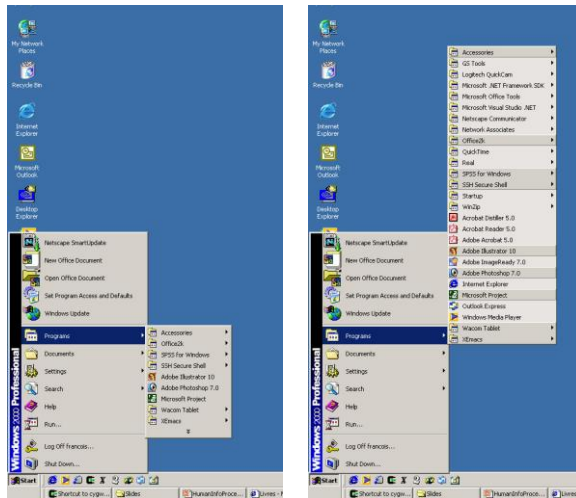 My Network
Places
Recycle Bin
Internet
Explorer
Microsoft
Outlook
Desktop
Explorer
Netscape SmartUpdate
New Office Document
Open Office Document
Set Program Access and Defaults
Windows Update
Programs
Documents
Settings
Search
Help
Run...
Log Off francois...
Shut Down...
Windows 2000 Professional
Accessories
Office2k
SPSS for Windows
SSH Secure Shell
Adobe Illustrator 10
Adobe Photoshop 7.0
Microsoft Project
Wacom Tablet
XEmacs
Start
Shortcut to cygw...
Slides
HumanInfoProce...
Livres - M
My Network
Places
Recycle Bin
Internet
Explorer
Microsoft
Outlook
Desktop
Explorer
Netscape SmartUpdate
New Office Document
Open Office Document
Set Program Access and Defaults
Windows Update
Programs
Documents
Settings
Search
Help
Run...
Log Off francois...
Shut Down...
Windows 2000 Professional
Accessories
GS Tools
Logitech QuickCam
Microsoft .NET Framework SDK
Microsoft Office Tools
Microsoft Visual Studio .NET
Netscape Communicator
Network Associates
Office2k
QuickTime
Real
SPSS for Windows
SSH Secure Shell
Startup
WinZip
Acrobat Distiller 5.0
Acrobat Reader 5.0
Adobe Acrobat 5.0
Adobe Illustrator 10
Adobe ImageReady 7.0
Adobe Photoshop 7.0
Internet Explorer
Microsoft Project
Outlook Express
Windows Media Player
Wacom Tablet
XEmacs
Start
Shortcut to cygw...
Slides
HumanInfoProce...
Livres